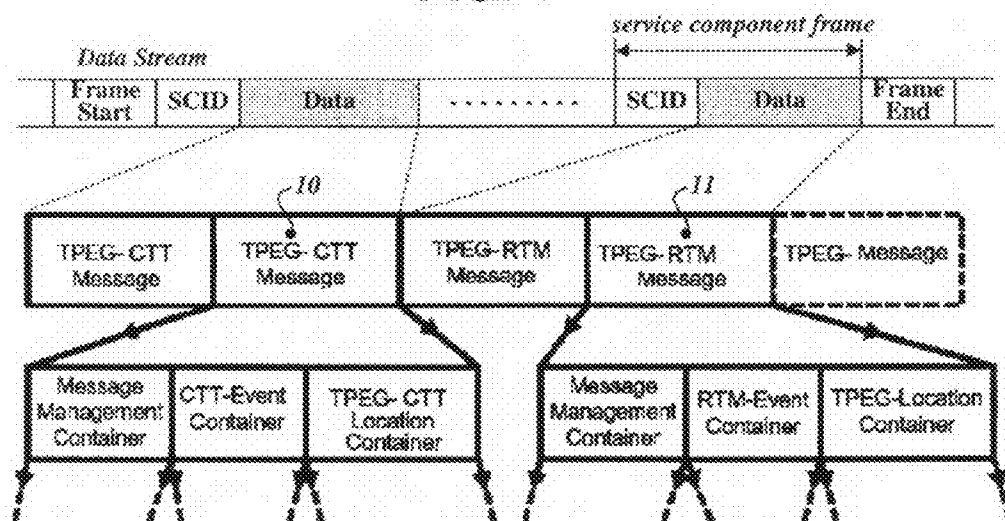 service component frame
Data Stream
Frame Start SCID Data ......... SCID Data Frame End
10
11
TPEG- CTT Message
TPEG- CTT Message
TPEG-RTM Message
TPEG-RTM Message
TPEG- Message
Message Management Container
CTT-Event Container
TPEG- CTT Location Container
Message Management Container
RTM-Event Container
TPEG-Location Container